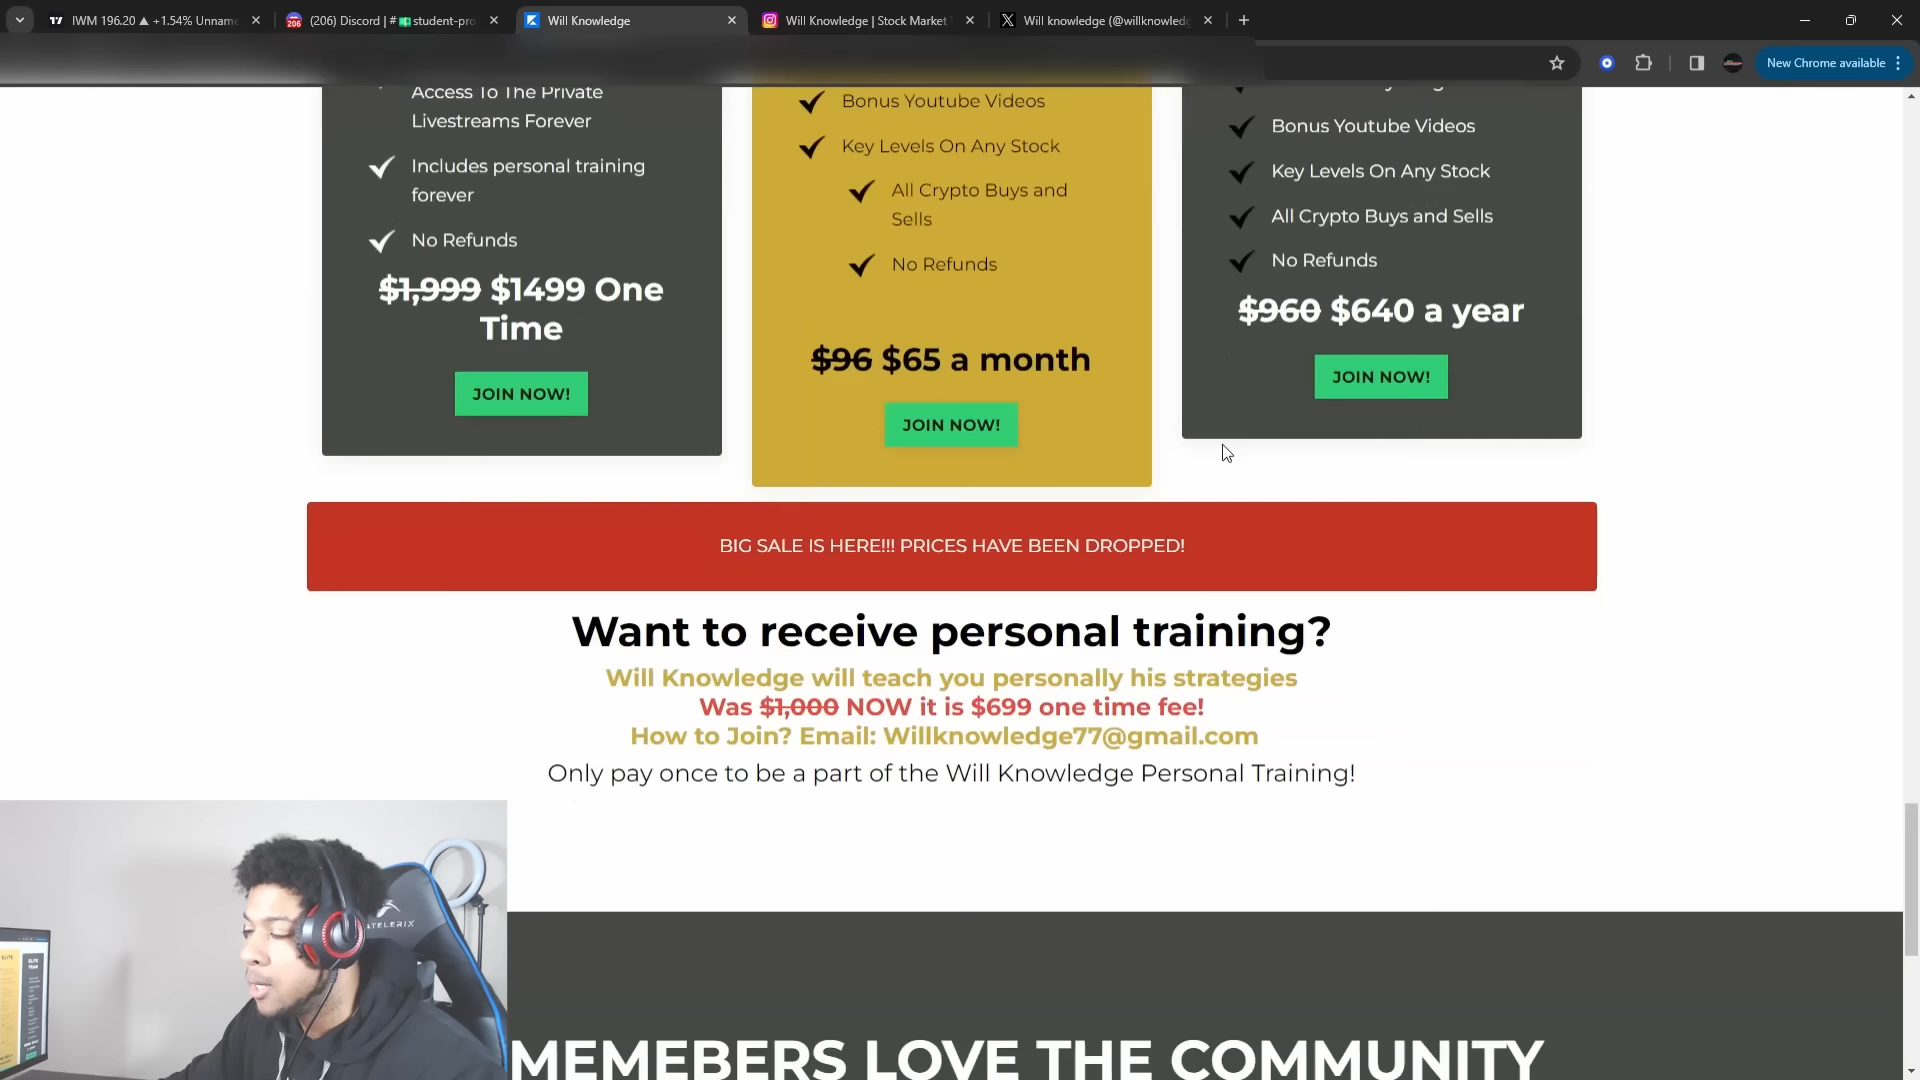 IWM 196.20 ▲ +1.54% Unname
(206) Discord | # student-pro
Will Knowledge
Will Knowledge | Stock Market
Will knowledge (@willknowledg
New Chrome available
Access To The Private
Livestreams Forever
Includes personal training
forever
No Refunds
$1,999 $1499 One
Time
JOIN NOW!
Bonus Youtube Videos
Key Levels On Any Stock
All Crypto Buys and
Sells
No Refunds
$96 $65 a month
JOIN NOW!
Bonus Youtube Videos
Key Levels On Any Stock
All Crypto Buys and Sells
No Refunds
$960 $640 a year
JOIN NOW!
BIG SALE IS HERE!!! PRICES HAVE BEEN DROPPED!
Want to receive personal training?
Will Knowledge will teach you personally his strategies
Was $1,000 NOW it is $699 one time fee!
How to Join? Email: Willknowledge77@gmail.com
Only pay once to be a part of the Will Knowledge Personal Training!
MEMEBERS LOVE THE COMMUNITY